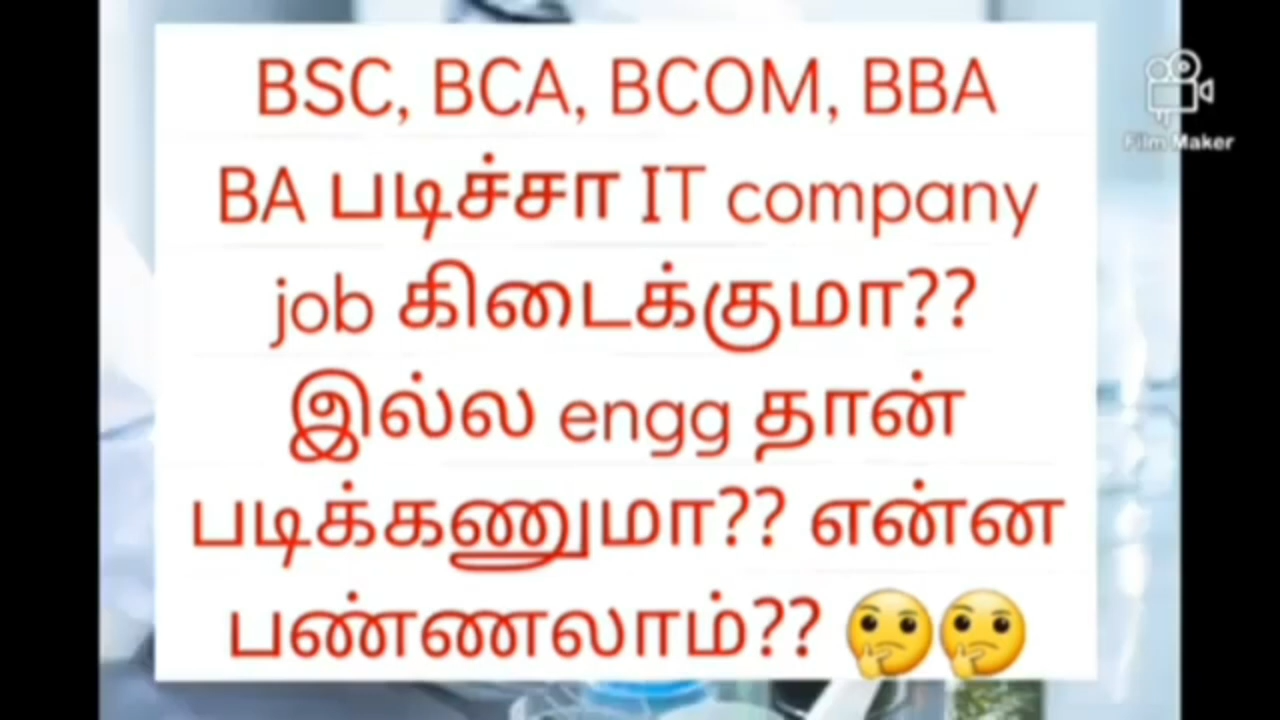 BSC, BCA, BCOM, BBA
BA படிச்சா IT company
job கிடைக்குமா??
இல்ல engg தான்
படிக்கணுமா?? என்ன
பண்ணலாம்?? 🤔🤔
Film Maker